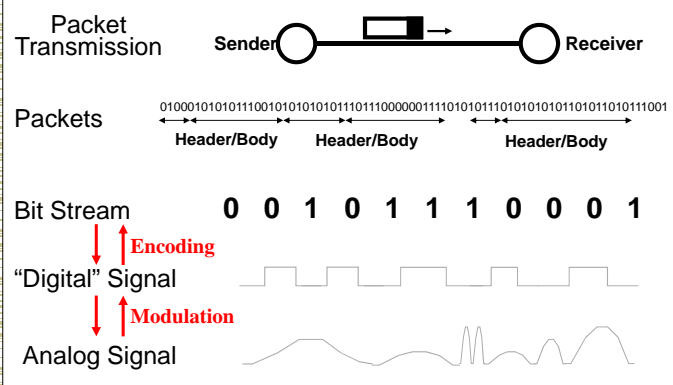 Packet
Transmission
Sender
Receiver
Packets
0100010101011100101010101011101110000001111010101110101010101101011010111001
Header/Body
Header/Body
Header/Body
Bit Stream
0 0 1 0 1 1 1 0 0 0 1
Encoding
“Digital” Signal
Modulation
Analog Signal